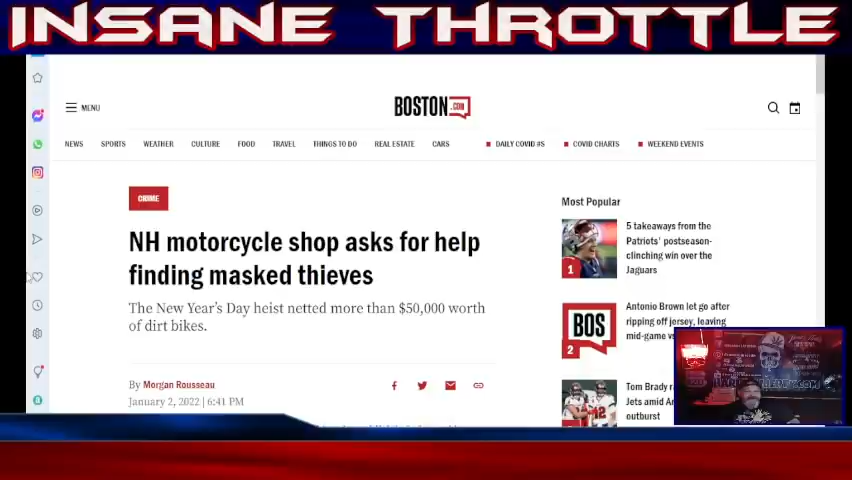 INSANE THROTTLE
MENU
BOSTON.COM
NEWS SPORTS WEATHER CULTURE FOOD TRAVEL THINGS TO DO REAL ESTATE CARS DAILY COVID #S COVID CHARTS WEEKEND EVENTS
CRIME
NH motorcycle shop asks for help
finding masked thieves
The New Year's Day heist netted more than $50,000 worth
of dirt bikes.
By Morgan Rousseau
January 2, 2022 | 6:41 PM
Most Popular
1
5 takeaways from the
Patriots' postseason-
clinching win over the
Jaguars
BOS
2
Antonio Brown let go after
ripping off jersey, leaving
mid-game
Tom Brady
Jets amid
outburst